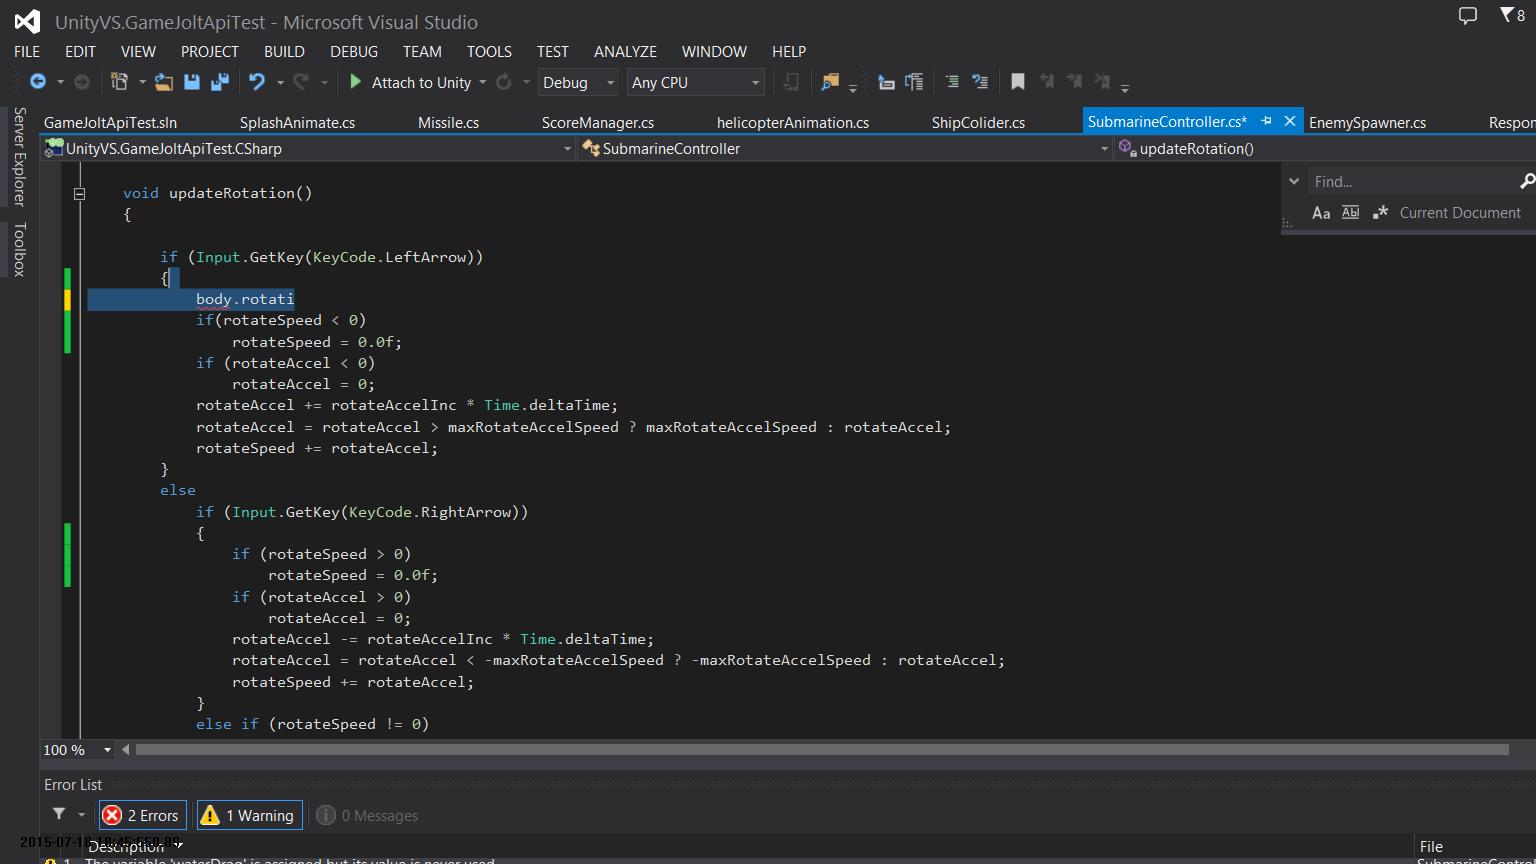 UnityVS.GameJoltApiTest - Microsoft Visual Studio
8
FILE EDIT VIEW PROJECT BUILD DEBUG TEAM TOOLS TEST ANALYZE WINDOW HELP
Attach to Unity Debug Any CPU
Server Explorer
Toolbox
GameJoltApiTest.sln SplashAnimate.cs Missile.cs ScoreManager.cs helicopterAnimation.cs ShipColider.cs SubmarineController.cs* EnemySpawner.cs Respon
UnityVS.GameJoltApiTest.CSharp SubmarineController updateRotation()
Find...
Aa Abl .* Current Document
void updateRotation()
{
if (Input.GetKey(KeyCode.LeftArrow))
{
body.rotati
if(rotateSpeed < 0)
rotateSpeed = 0.0f;
if (rotateAccel < 0)
rotateAccel = 0;
rotateAccel += rotateAccelInc * Time.deltaTime;
rotateAccel = rotateAccel > maxRotateAccelSpeed ? maxRotateAccelSpeed : rotateAccel;
rotateSpeed += rotateAccel;
}
else
if (Input.GetKey(KeyCode.RightArrow))
{
if (rotateSpeed > 0)
rotateSpeed = 0.0f;
if (rotateAccel > 0)
rotateAccel = 0;
rotateAccel -= rotateAccelInc * Time.deltaTime;
rotateAccel = rotateAccel < -maxRotateAccelSpeed ? -maxRotateAccelSpeed : rotateAccel;
rotateSpeed += rotateAccel;
}
else if (rotateSpeed != 0)
100 %
Error List
2 Errors 1 Warning 0 Messages
Description File
1 The variable 'waterDrag' is assigned but its value is never used SubmarineContro